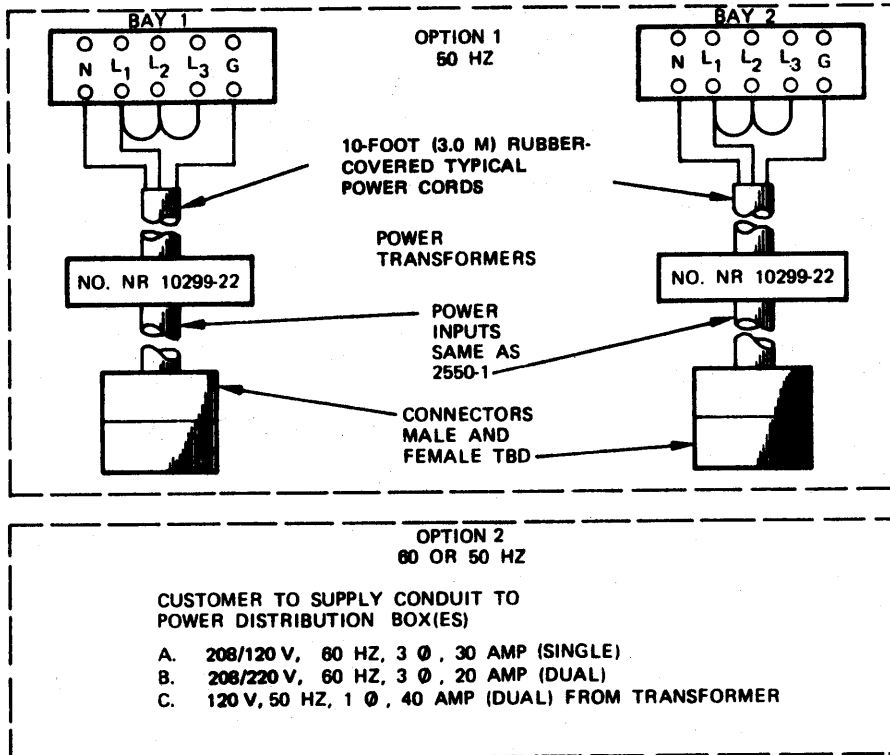 BAY 1
N L1 L2 L3 G
OPTION 1
50 HZ
BAY 2
N L1 L2 L3 G
10-FOOT (3.0 M) RUBBER-
COVERED TYPICAL
POWER CORDS
POWER
TRANSFORMERS
NO. NR 10299-22
NO. NR 10299-22
POWER
INPUTS
SAME AS
2550-1
CONNECTORS
MALE AND
FEMALE TBD
OPTION 2
60 OR 50 HZ
CUSTOMER TO SUPPLY CONDUIT TO
POWER DISTRIBUTION BOX(ES)
A. 208/120 V, 60 HZ, 3 Ø, 30 AMP (SINGLE)
B. 208/220 V, 60 HZ, 3 Ø, 20 AMP (DUAL)
C. 120 V, 50 HZ, 1 Ø, 40 AMP (DUAL) FROM TRANSFORMER